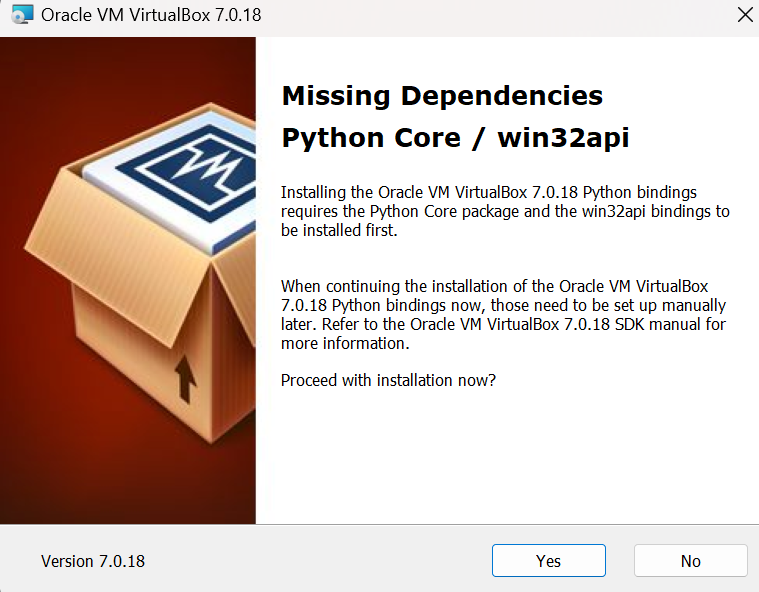 Oracle VM VirtualBox 7.0.18
Missing Dependencies
Python Core / win32api
Installing the Oracle VM VirtualBox 7.0.18 Python bindings
requires the Python Core package and the win32api bindings to
be installed first.
When continuing the installation of the Oracle VM VirtualBox
7.0.18 Python bindings now, those need to be set up manually
later. Refer to the Oracle VM VirtualBox 7.0.18 SDK manual for
more information.
Proceed with installation now?
Version 7.0.18
Yes
No